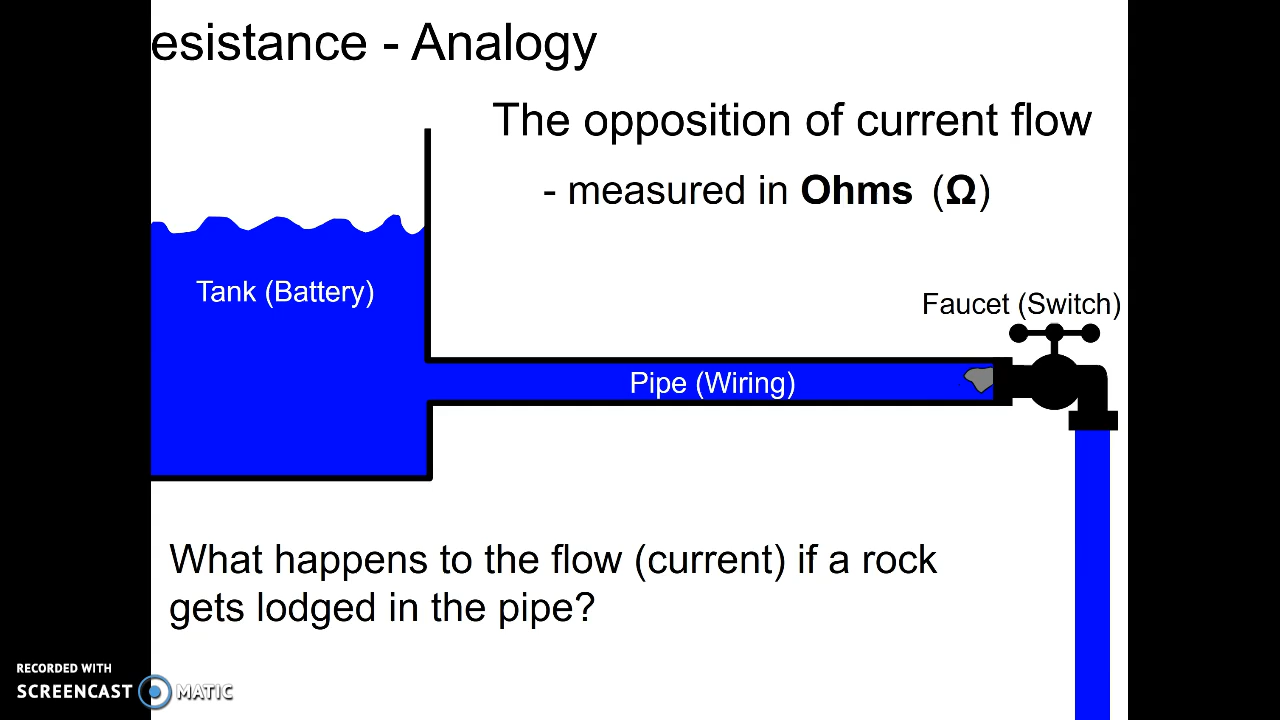 esistance - Analogy
The opposition of current flow
- measured in Ohms (Ω)
Tank (Battery)
Faucet (Switch)
Pipe (Wiring)
What happens to the flow (current) if a rock
gets lodged in the pipe?
RECORDED WITH
SCREENCAST MATIC